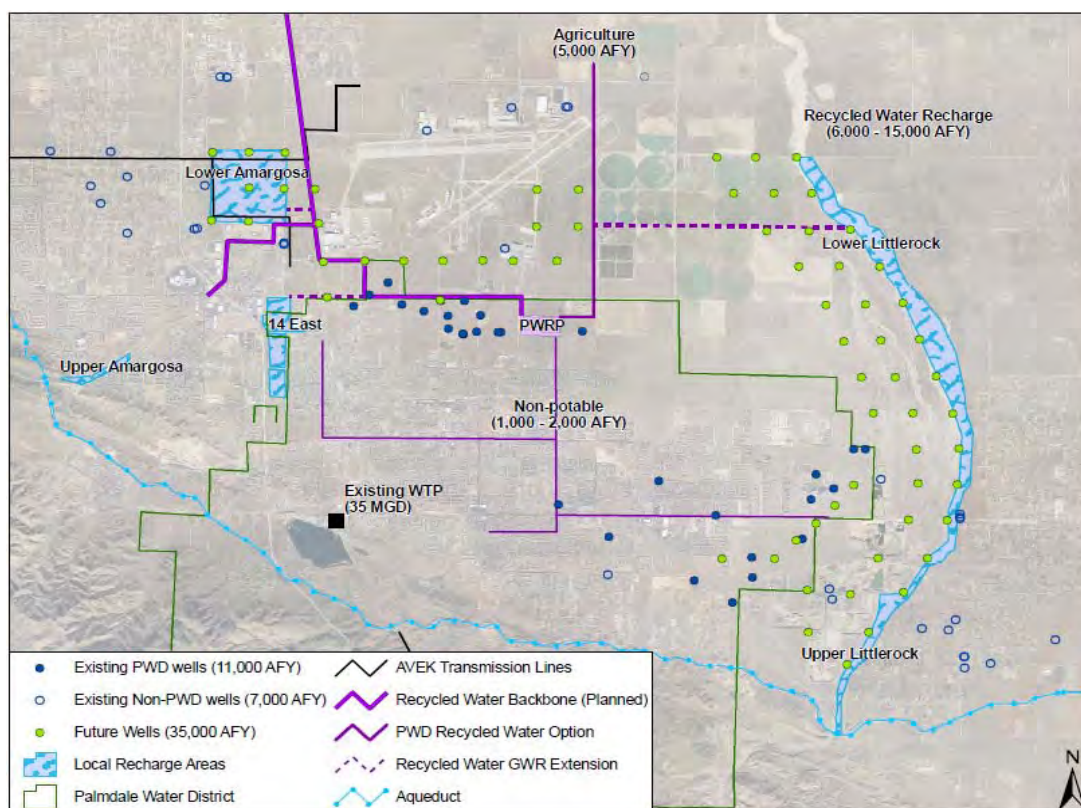 Agriculture
(5,000 AFY)
Recycled Water Recharge
(6,000 - 15,000 AFY)
Lower Amargosa
Lower Littlerock
14 East
PWRP
Upper Amargosa
Non-potable
(1,000 - 2,000 AFY)
Existing WTP
(35 MGD)
Upper Littlerock
Existing PWD wells (11,000 AFY)
Existing Non-PWD wells (7,000 AFY)
Future Wells (35,000 AFY)
Local Recharge Areas
Palmdale Water District
AVEK Transmission Lines
Recycled Water Backbone (Planned)
PWD Recycled Water Option
Recycled Water GWR Extension
Aqueduct
N